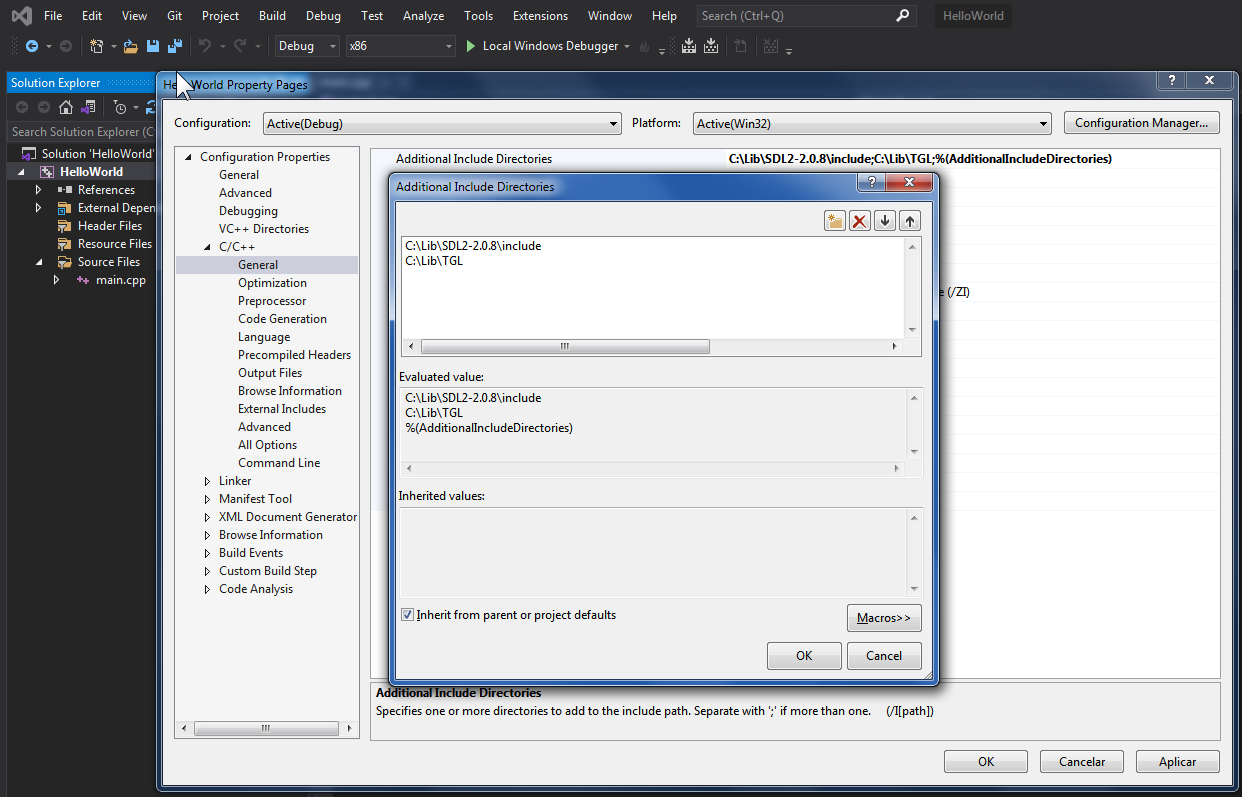 File Edit View Git Project Build Debug Test Analyze Tools Extensions Window Help Search (Ctrl+Q) HelloWorld
Debug x86 Local Windows Debugger
Solution Explorer
Search Solution Explorer (C
Solution 'HelloWorld'
HelloWorld
References
External Depen
Header Files
Resource Files
Source Files
main.cpp
World Property Pages
Configuration: Active(Debug) Platform: Active(Win32) Configuration Manager...
Configuration Properties
General
Advanced
Debugging
VC++ Directories
C/C++
General
Optimization
Preprocessor
Code Generation
Language
Precompiled Headers
Output Files
Browse Information
External Includes
Advanced
All Options
Command Line
Linker
Manifest Tool
XML Document Generator
Browse Information
Build Events
Custom Build Step
Code Analysis
Additional Include Directories C:\Lib\SDL2-2.0.8\include;C:\Lib\TGL;%(AdditionalIncludeDirectories)
e (/ZI)
Additional Include Directories
C:\Lib\SDL2-2.0.8\include
C:\Lib\TGL
Evaluated value:
C:\Lib\SDL2-2.0.8\include
C:\Lib\TGL
%(AdditionalIncludeDirectories)
Inherited values:
Inherit from parent or project defaults
Macros>>
OK Cancel
Additional Include Directories
Specifies one or more directories to add to the include path. Separate with ';' if more than one. (/I[path])
OK Cancelar Aplicar